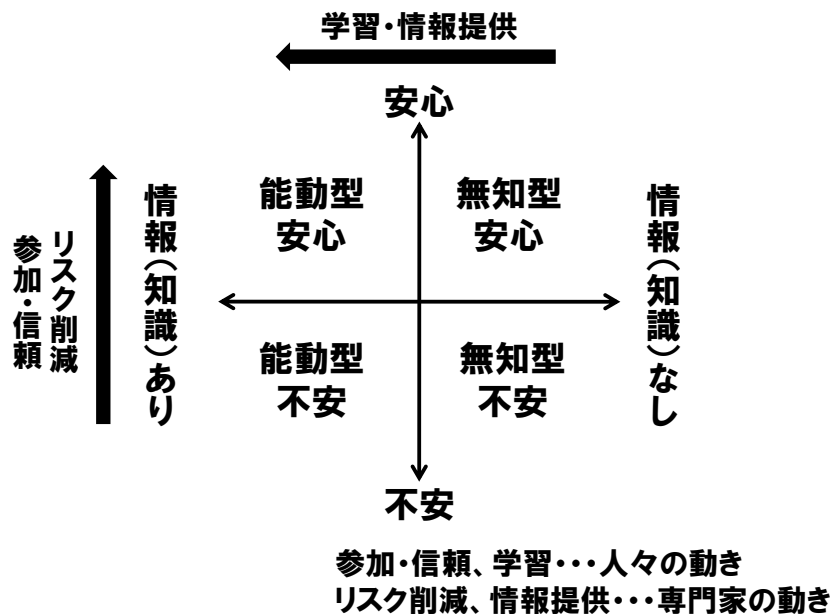 学習・情報提供
安心
能動型
安心
無知型
安心
リスク削減
参加・信頼
情報(知識)あり
情報(知識)なし
能動型
不安
無知型
不安
不安
参加・信頼、学習・・・人々の動き
リスク削減、情報提供・・・専門家の動き